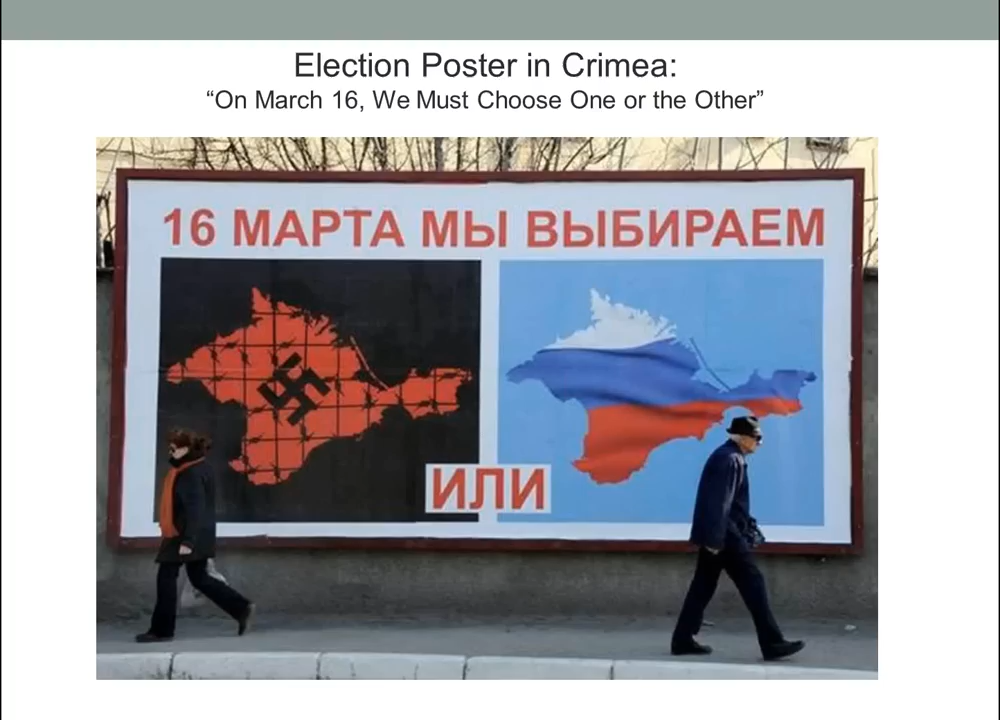 Election Poster in Crimea:
“On March 16, We Must Choose One or the Other”
16 МАРТА МЫ ВЫБИРАЕМ
ИЛИ